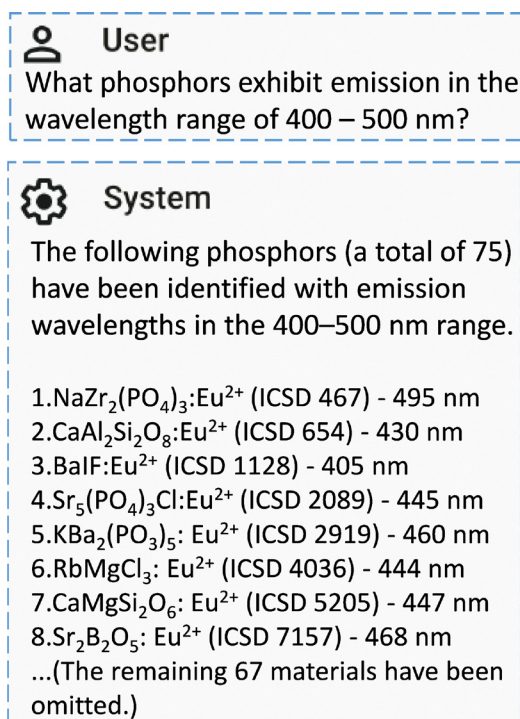 User
What phosphors exhibit emission in the
wavelength range of 400 – 500 nm?
System
The following phosphors (a total of 75)
have been identified with emission
wavelengths in the 400–500 nm range.
1.NaZr₂(PO₄)₃:Eu²⁺ (ICSD 467) - 495 nm
2.CaAl₂Si₂O₈:Eu²⁺ (ICSD 654) - 430 nm
3.BaIF:Eu²⁺ (ICSD 1128) - 405 nm
4.Sr₅(PO₄)₃Cl:Eu²⁺ (ICSD 2089) - 445 nm
5.KBa₂(PO₃)₅: Eu²⁺ (ICSD 2919) - 460 nm
6.RbMgCl₃: Eu²⁺ (ICSD 4036) - 444 nm
7.CaMgSi₂O₆: Eu²⁺ (ICSD 5205) - 447 nm
8.Sr₂B₂O₅: Eu²⁺ (ICSD 7157) - 468 nm
...(The remaining 67 materials have been
omitted.)